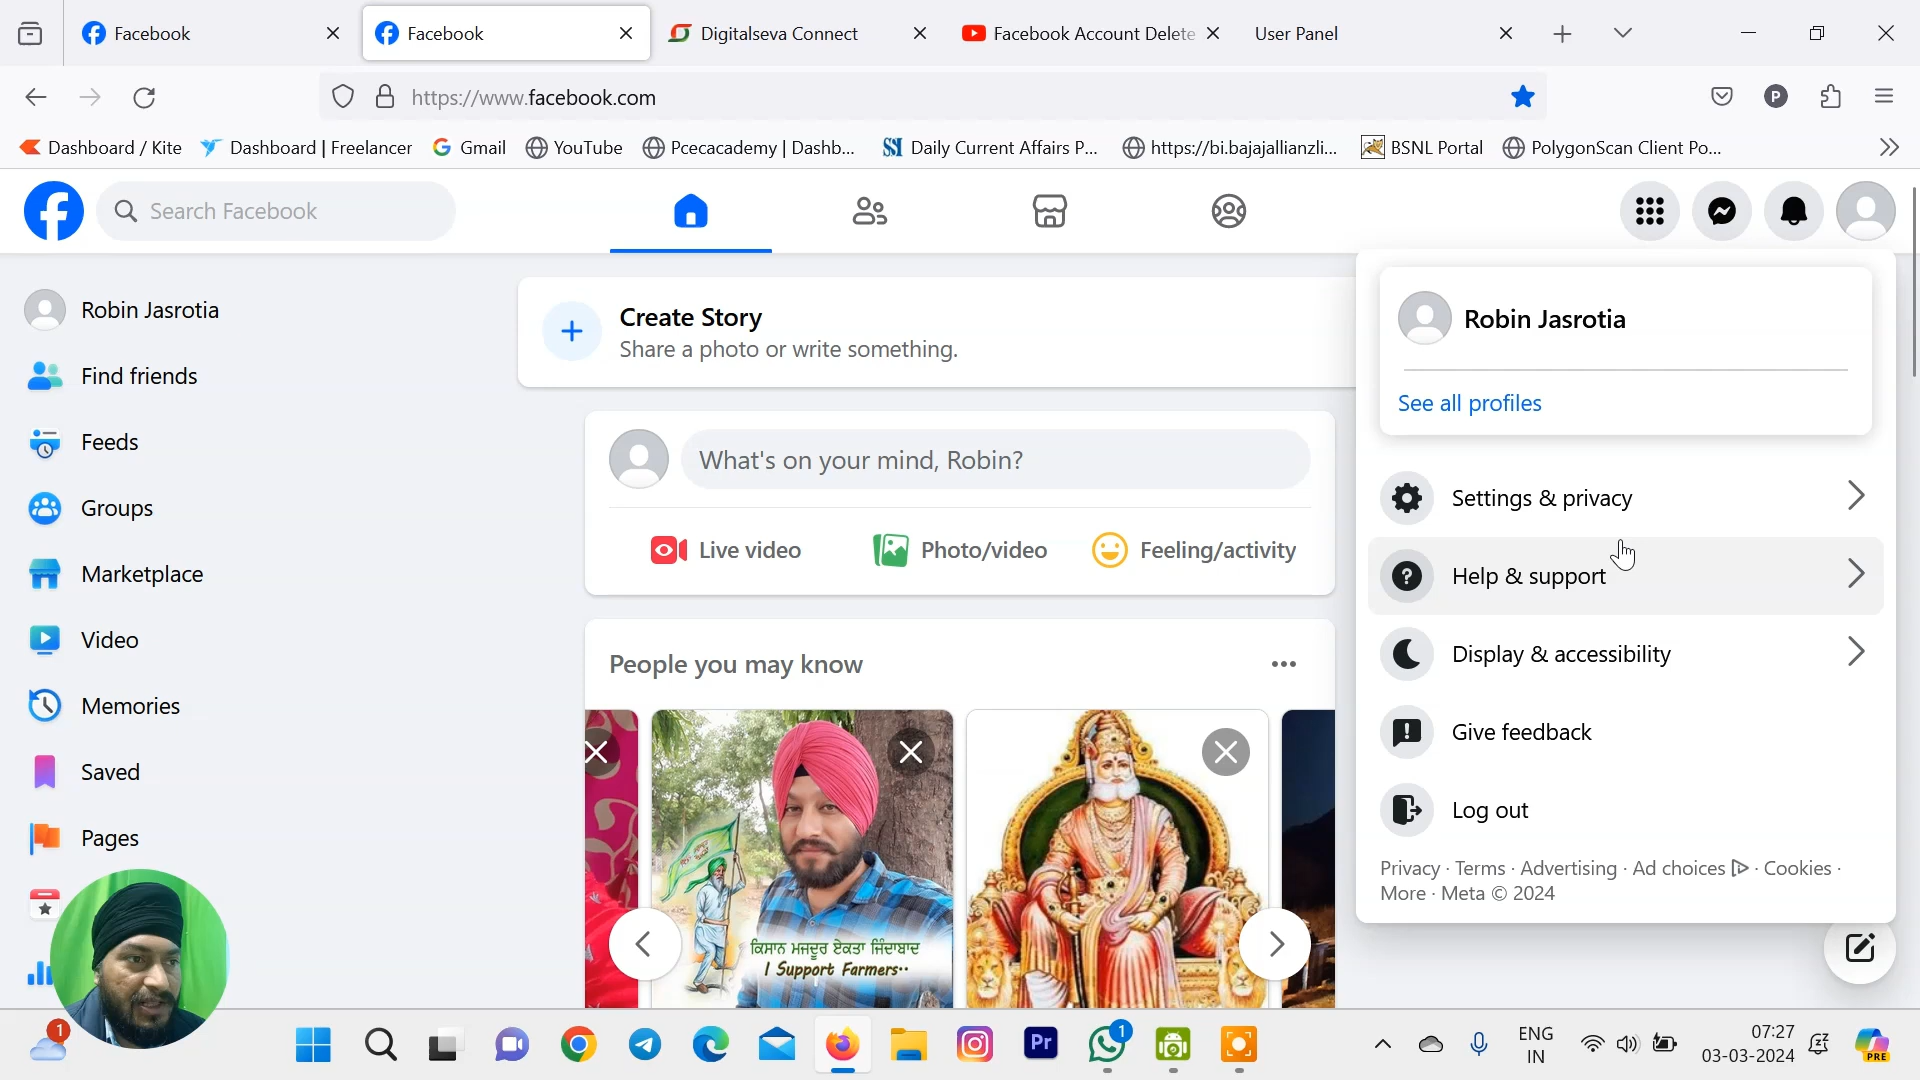 Facebook
Facebook
Digitalseva Connect
Facebook Account Delete
User Panel
https://www.facebook.com
Dashboard / Kite
Dashboard | Freelancer
Gmail
YouTube
Pcecacademy | Dashb...
Daily Current Affairs P...
https://bi.bajajallianzli...
BSNL Portal
PolygonScan Client Po...
Search Facebook
Robin Jasrotia
Find friends
Feeds
Groups
Marketplace
Video
Memories
Saved
Pages
Create Story
Share a photo or write something.
What's on your mind, Robin?
Live video
Photo/video
Feeling/activity
People you may know
ਕਿਸਾਨ ਮਜਦੂਰ ਏਕਤਾ ਜਿੰਦਾਬਾਦ
I Support Farmers..
Robin Jasrotia
See all profiles
Settings & privacy
Help & support
Display & accessibility
Give feedback
Log out
Privacy · Terms · Advertising · Ad choices · Cookies ·
More · Meta © 2024
1
Pr
1
ENG
IN
07:27
03-03-2024
PRE